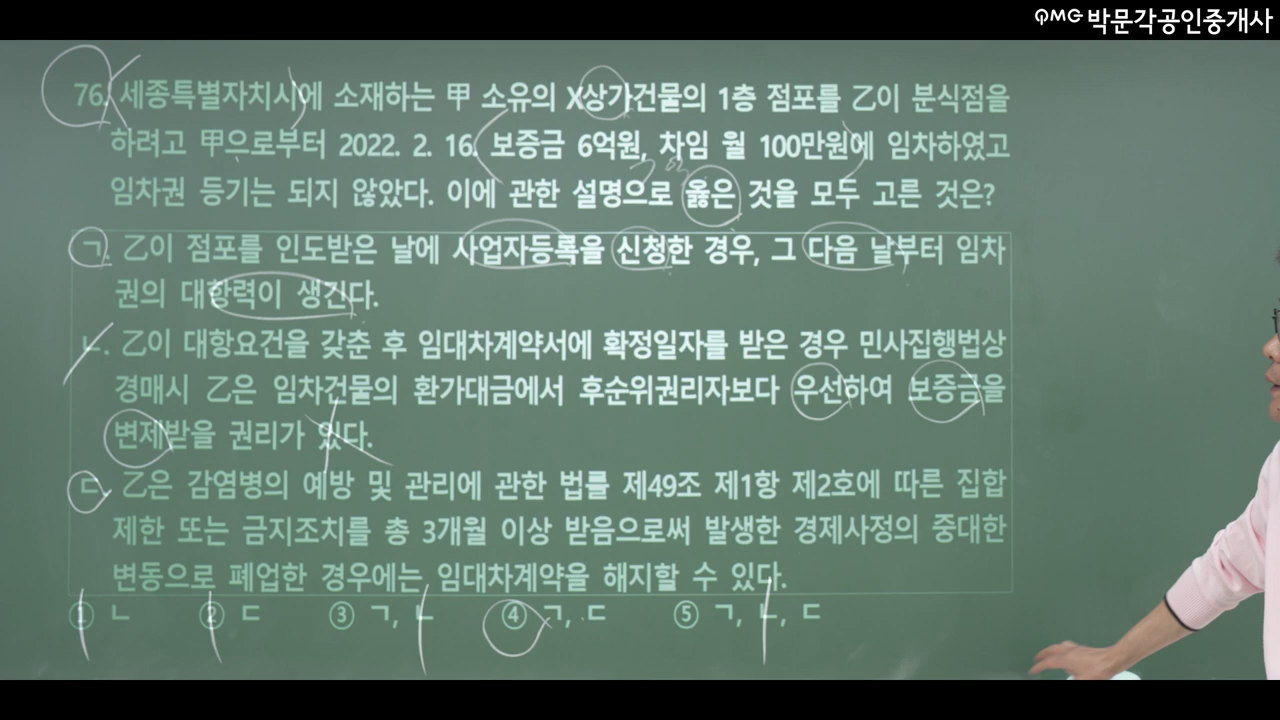 QMG 박문각공인중개사
76. 세종특별자치시에 소재하는 甲 소유의 X상가건물의 1층 점포를 乙이 분식점을
하려고 甲으로부터 2022. 2. 16. 보증금 6억원, 차임 월 100만원에 임차하였고
임차권 등기는 되지 않았다. 이에 관한 설명으로 옳은 것을 모두 고른 것은?
ㄱ. 乙이 점포를 인도받은 날에 사업자등록을 신청한 경우, 그 다음 날부터 임차
권의 대항력이 생긴다.
ㄴ. 乙이 대항요건을 갖춘 후 임대차계약서에 확정일자를 받은 경우 민사집행법상
경매시 乙은 임차건물의 환가대금에서 후순위권리자보다 우선하여 보증금을
변제받을 권리가 있다.
ㄷ. 乙은 감염병의 예방 및 관리에 관한 법률 제49조 제1항 제2호에 따른 집합
제한 또는 금지조치를 총 3개월 이상 받음으로써 발생한 경제사정의 중대한
변동으로 폐업한 경우에는 임대차계약을 해지할 수 있다.
① ㄴ ② ㄷ ③ ㄱ, ㄴ ④ ㄱ, ㄷ ⑤ ㄱ, ㄴ, ㄷ